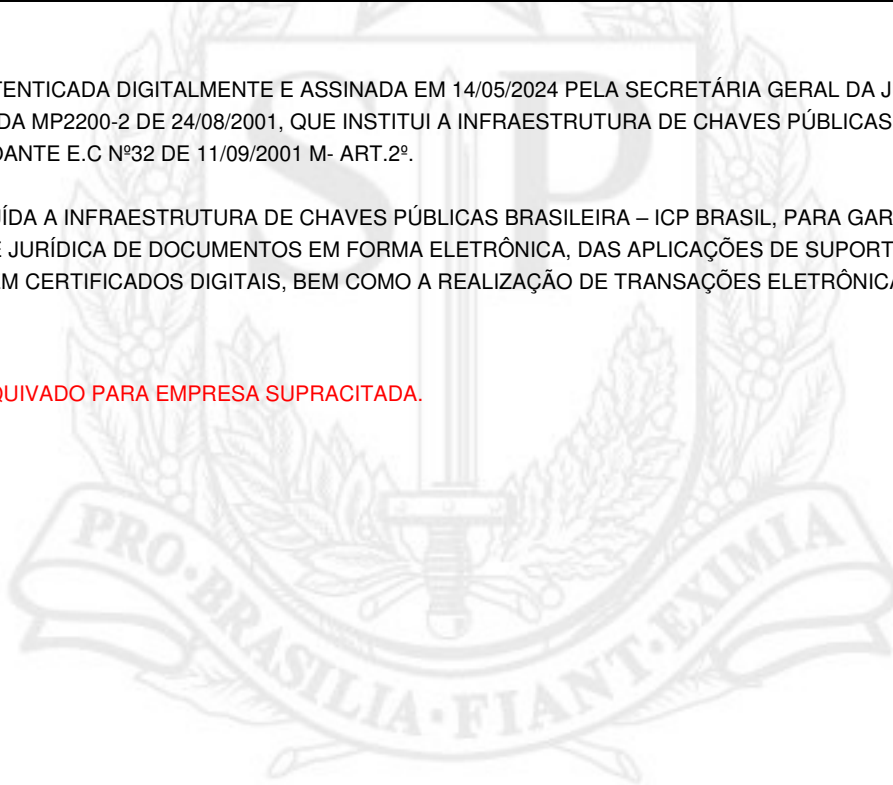 TENTICADA DIGITALMENTE E ASSINADA EM 14/05/2024 PELA SECRETÁRIA GERAL DA J
DA MP2200-2 DE 24/08/2001, QUE INSTITUI A INFRAESTRUTURA DE CHAVES PÚBLICAS
DANTE E.C Nº32 DE 11/09/2001 M- ART.2º.
ÍDA A INFRAESTRUTURA DE CHAVES PÚBLICAS BRASILEIRA – ICP BRASIL, PARA GAR
E JURÍDICA DE DOCUMENTOS EM FORMA ELETRÔNICA, DAS APLICAÇÕES DE SUPORT
EM CERTIFICADOS DIGITAIS, BEM COMO A REALIZAÇÃO DE TRANSAÇÕES ELETRÔNICA
QUIVADO PARA EMPRESA SUPRACITADA.
SP
PRO·BRASILIA·FIANT·EXIMIA